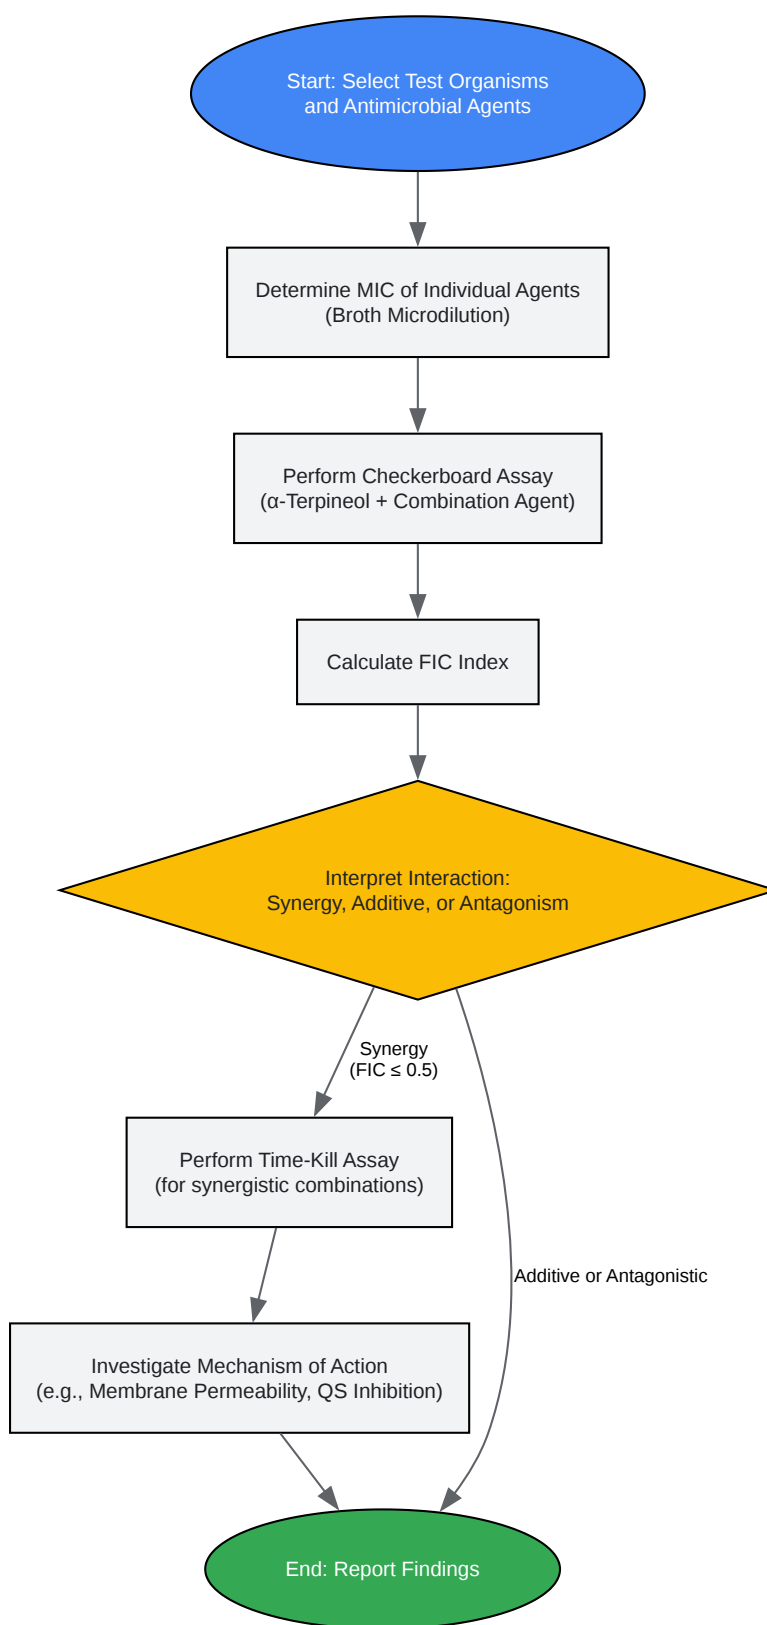 Start: Select Test Organisms
and Antimicrobial Agents
Determine MIC of Individual Agents
(Broth Microdilution)
Perform Checkerboard Assay
(α-Terpineol + Combination Agent)
Calculate FIC Index
Interpret Interaction:
Synergy, Additive, or Antagonism
Synergy
(FIC ≤ 0.5)
Perform Time-Kill Assay
(for synergistic combinations)
Additive or Antagonistic
Investigate Mechanism of Action
(e.g., Membrane Permeability, QS Inhibition)
End: Report Findings